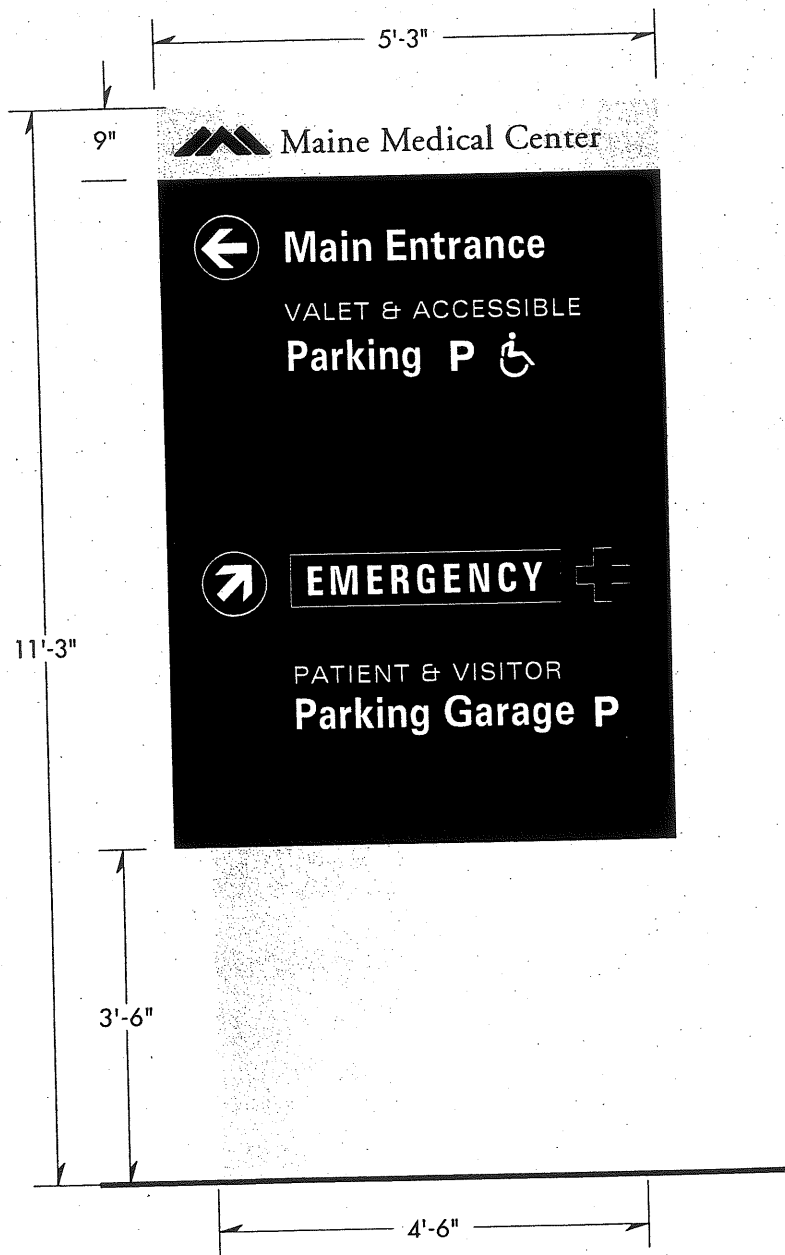 5'-3"
9"
Maine Medical Center
Main Entrance
VALET & ACCESSIBLE
Parking P
EMERGENCY
11'-3"
PATIENT & VISITOR
Parking Garage P
3'-6"
4'-6"